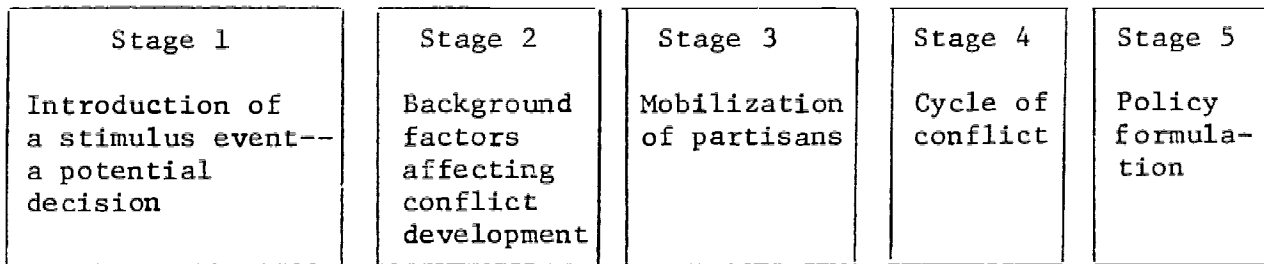 Stage 1
Introduction of
a stimulus event--
a potential
decision
Stage 2
Background
factors
affecting
conflict
development
Stage 3
Mobilization
of partisans
Stage 4
Cycle of
conflict
Stage 5
Policy
formula-
tion